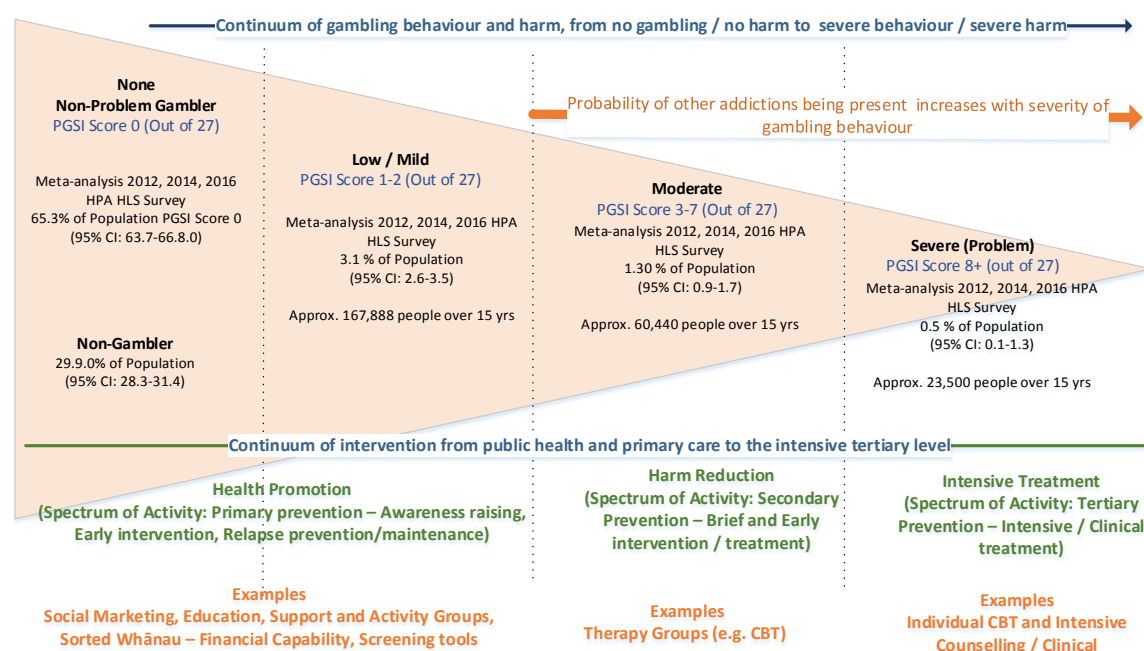 Continuum of gambling behaviour and harm, from no gambling / no harm to severe behaviour / severe harm
Probability of other addictions being present increases with severity of
gambling behaviour
None
Non-Problem Gambler
PGSI Score 0 (Out of 27)
Meta-analysis 2012, 2014, 2016
HPA HLS Survey
65.3% of Population PGSI Score 0
(95% CI: 63.7-66.8.0)
Non-Gambler
29.9.0% of Population
(95% CI: 28.3-31.4)
Low / Mild
PGSI Score 1-2 (Out of 27)
Meta-analysis 2012, 2014, 2016 HPA
HLS Survey
3.1 % of Population
(95% CI: 2.6-3.5)
Approx. 167,888 people over 15 yrs
Moderate
PGSI Score 3-7 (Out of 27)
Meta-analysis 2012, 2014, 2016 HPA
HLS Survey
1.30 % of Population
(95% CI: 0.9-1.7)
Approx. 60,440 people over 15 yrs
Severe (Problem)
PGSI Score 8+ (out of 27)
Meta-analysis 2012, 2014, 2016 HPA
HLS Survey
0.5 % of Population
(95% CI: 0.1-1.3)
Approx. 23,500 people over 15 yrs
Continuum of intervention from public health and primary care to the intensive tertiary level
Health Promotion
(Spectrum of Activity: Primary prevention – Awareness raising,
Early intervention, Relapse prevention/maintenance)
Examples
Social Marketing, Education, Support and Activity Groups,
Sorted Whānau – Financial Capability, Screening tools
Harm Reduction
(Spectrum of Activity: Secondary
Prevention – Brief and Early
intervention / treatment)
Examples
Therapy Groups (e.g. CBT)
Intensive Treatment
(Spectrum of Activity: Tertiary
Prevention – Intensive / Clinical
treatment)
Examples
Individual CBT and Intensive
Counselling / Clinical